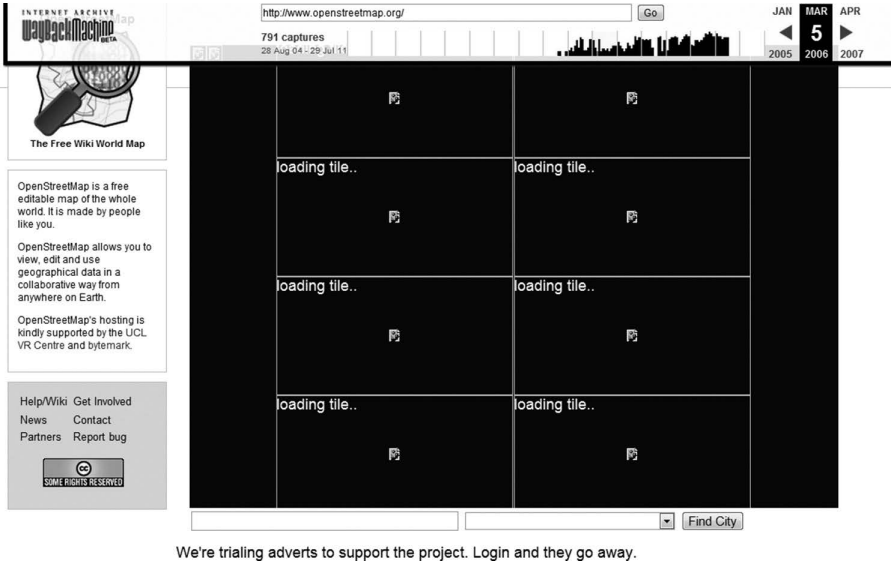 INTERNET ARCHIVE
WayBackMachine
BETA
http://www.openstreetmap.org/
Go
791 captures
28 Aug 04 - 29 Jul 11
JAN MAR APR
5
2005 2006 2007
Map
The Free Wiki World Map
OpenStreetMap is a free
editable map of the whole
world. It is made by people
like you.
OpenStreetMap allows you to
view, edit and use
geographical data in a
collaborative way from
anywhere on Earth.
OpenStreetMap's hosting is
kindly supported by the UCL
VR Centre and bytemark.
Help/Wiki Get Involved
News Contact
Partners Report bug
cc
SOME RIGHTS RESERVED
loading tile.. loading tile..
loading tile.. loading tile..
loading tile.. loading tile..
Find City
We're trialing adverts to support the project. Login and they go away.